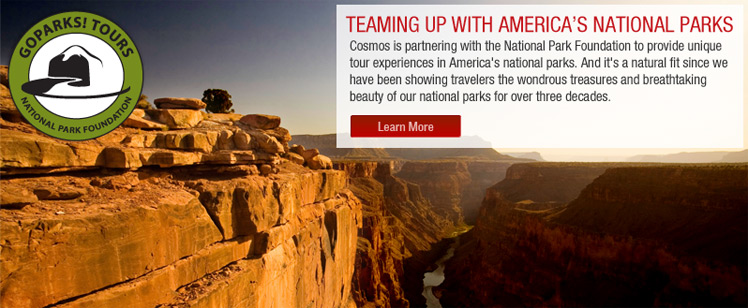 GOPARKS! TOURS
NATIONAL PARK FOUNDATION
TEAMING UP WITH AMERICA’S NATIONAL PARKS
Cosmos is partnering with the National Park Foundation to provide unique
tour experiences in America's national parks. And it's a natural fit since we
have been showing travelers the wondrous treasures and breathtaking
beauty of our national parks for over three decades.
Learn More